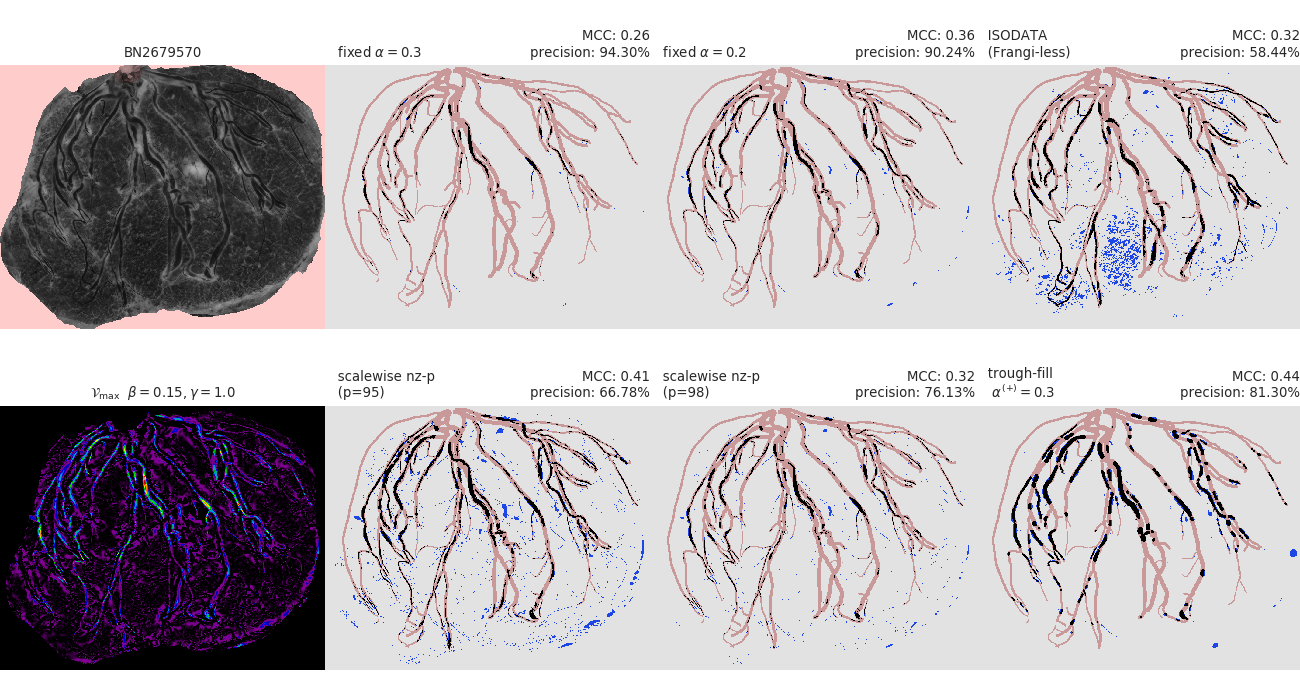 BN2679570
fixed α = 0.3
MCC: 0.26
precision: 94.30%
fixed α = 0.2
MCC: 0.36
precision: 90.24%
ISODATA
(Frangi-less)
MCC: 0.32
precision: 58.44%
𝒱max β = 0.15, γ = 1.0
scalewise nz-p
(p=95)
MCC: 0.41
precision: 66.78%
scalewise nz-p
(p=98)
MCC: 0.32
precision: 76.13%
trough-fill
α(+) = 0.3
MCC: 0.44
precision: 81.30%